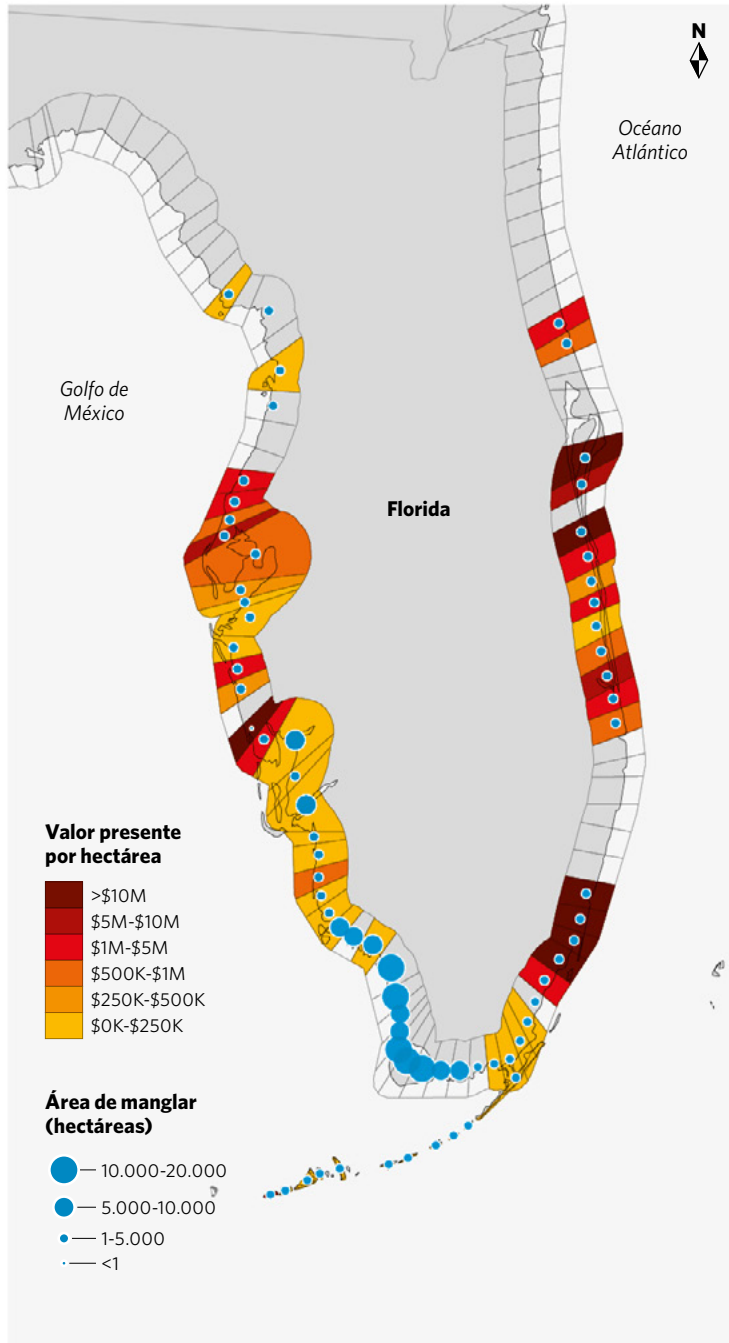 N
Océano
Atlántico
Golfo de
México
Florida
Valor presente
por hectárea
>$10M
$5M-$10M
$1M-$5M
$500K-$1M
$250K-$500K
$0K-$250K
Área de manglar
(hectáreas)
10.000-20.000
5.000-10.000
1-5.000
<1